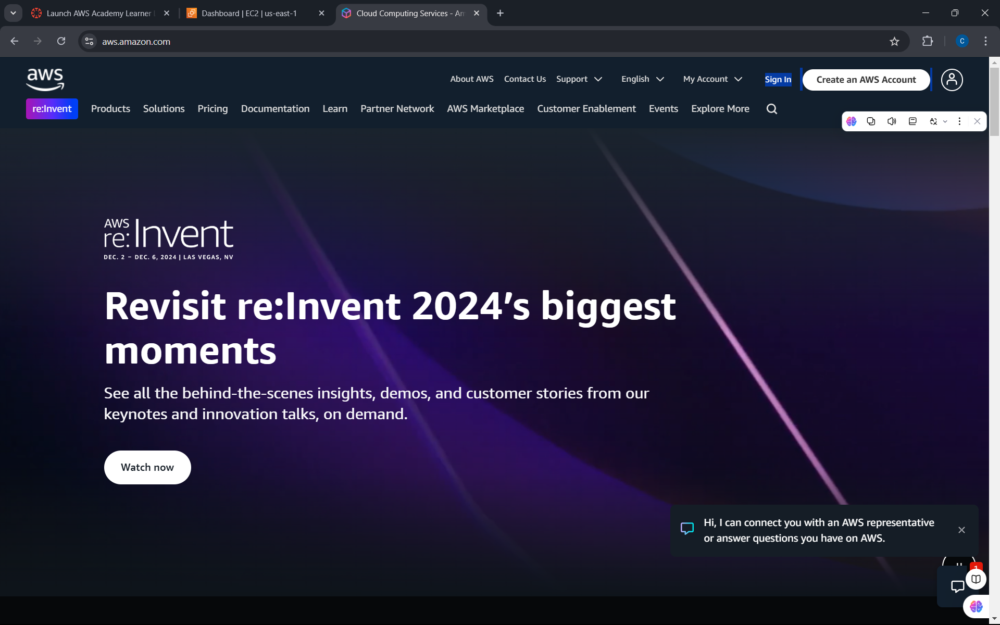 Launch AWS Academy Learner
Dashboard | EC2 | us-east-1
Cloud Computing Services - Am
aws.amazon.com
C
aws
About AWS
Contact Us
Support
English
My Account
Sign In
Create an AWS Account
re:Invent
Products
Solutions
Pricing
Documentation
Learn
Partner Network
AWS Marketplace
Customer Enablement
Events
Explore More
AWS
re:Invent
DEC. 2 – DEC. 6, 2024 | LAS VEGAS, NV
Revisit re:Invent 2024’s biggest
moments
See all the behind-the-scenes insights, demos, and customer stories from our
keynotes and innovation talks, on demand.
Watch now
Hi, I can connect you with an AWS representative
or answer questions you have on AWS.
1